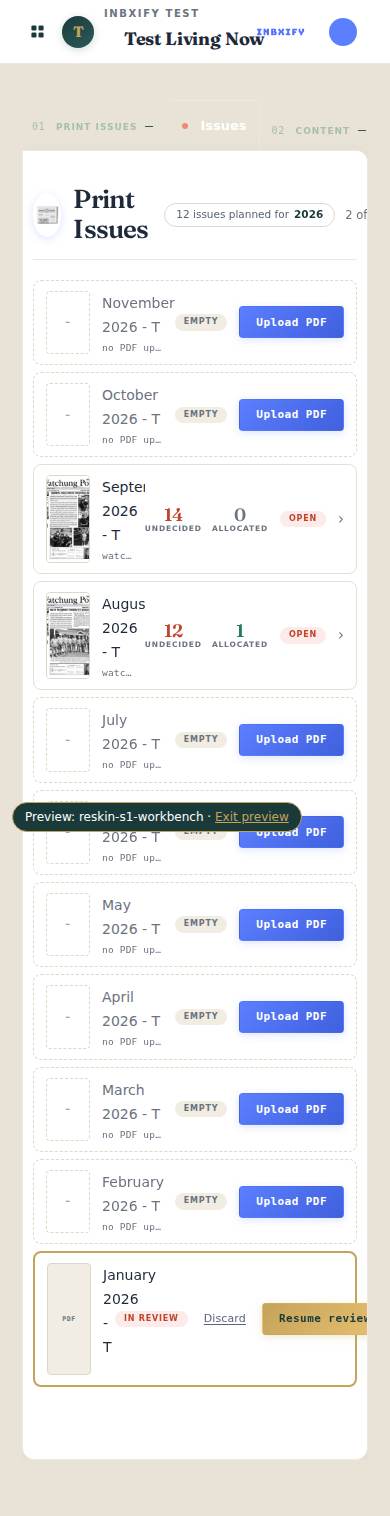 INBXIFY TEST
T
Test Living Now
INBXIFY
01 PRINT ISSUES —
Issues
02 CONTENT —
Print Issues
12 issues planned for 2026
2 of
- November 2026 - T
no PDF up…
EMPTY
Upload PDF
- October 2026 - T
no PDF up…
EMPTY
Upload PDF
atchung Po
2026
- T
watc…
14
UNDECIDED
0
ALLOCATED
OPEN
›
atchung Po
Augus
2026
- T
watc…
12
UNDECIDED
1
ALLOCATED
OPEN
›
- July 2026 - T
no PDF up…
EMPTY
Upload PDF
Preview: reskin-s1-workbench · Exit preview
2026 - T
no PDF up…
Upload PDF
- May 2026 - T
no PDF up…
EMPTY
Upload PDF
- April 2026 - T
no PDF up…
EMPTY
Upload PDF
- March 2026 - T
no PDF up…
EMPTY
Upload PDF
- February 2026 - T
no PDF up…
EMPTY
Upload PDF
PDF
January
2026
-
T
IN REVIEW
Discard
Resume review